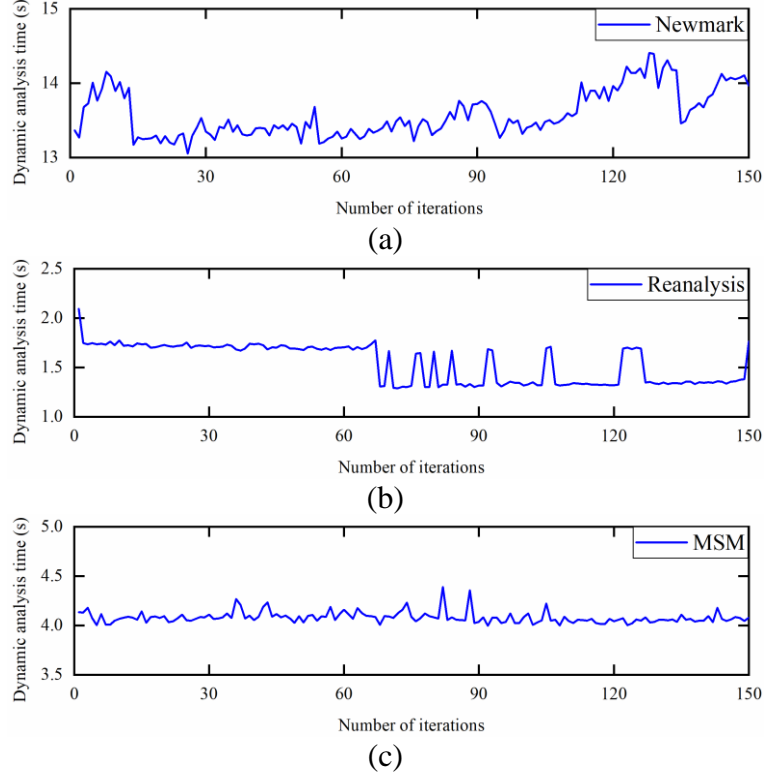 Dynamic analysis time (s)
15
14
13
Newmark
0 30 60 90 120 150
Number of iterations
(a)
Dynamic analysis time (s)
2.5
2.0
1.5
1.0
Reanalysis
0 30 60 90 120 150
Number of iterations
(b)
Dynamic analysis time (s)
5.0
4.5
4.0
3.5
MSM
0 30 60 90 120 150
Number of iterations
(c)